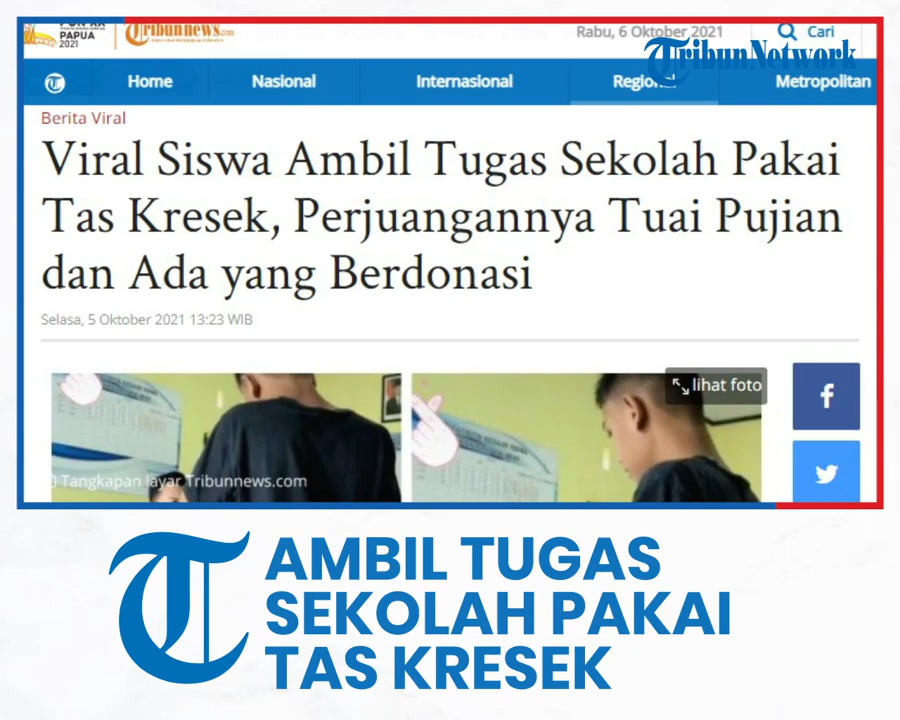 PAPUA
2021
Tribunnews.com
Rabu, 6 Oktober 2021
Cari
TribunNetwork
Home
Nasional
Internasional
Regional
Metropolitan
Berita Viral
Viral Siswa Ambil Tugas Sekolah Pakai
Tas Kresek, Perjuangannya Tuai Pujian
dan Ada yang Berdonasi
Selasa, 5 Oktober 2021 13:23 WIB
lihat foto
Tangkapan layar Tribunnews.com
AMBIL TUGAS
SEKOLAH PAKAI
TAS KRESEK